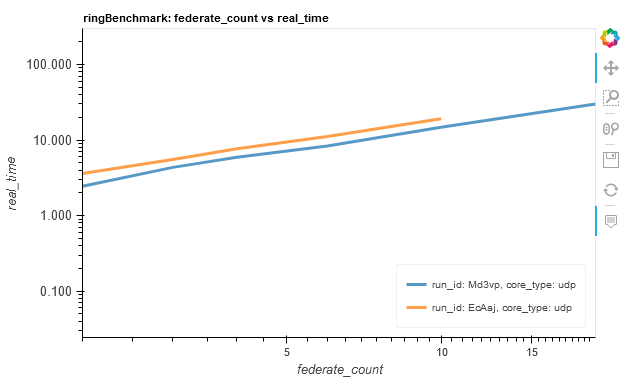 ringBenchmark: federate_count vs real_time
100.000
10.000
1.000
0.100
real_time
5
10
15
federate_count
run_id: Md3vp, core_type: udp
run_id: EcAaj, core_type: udp